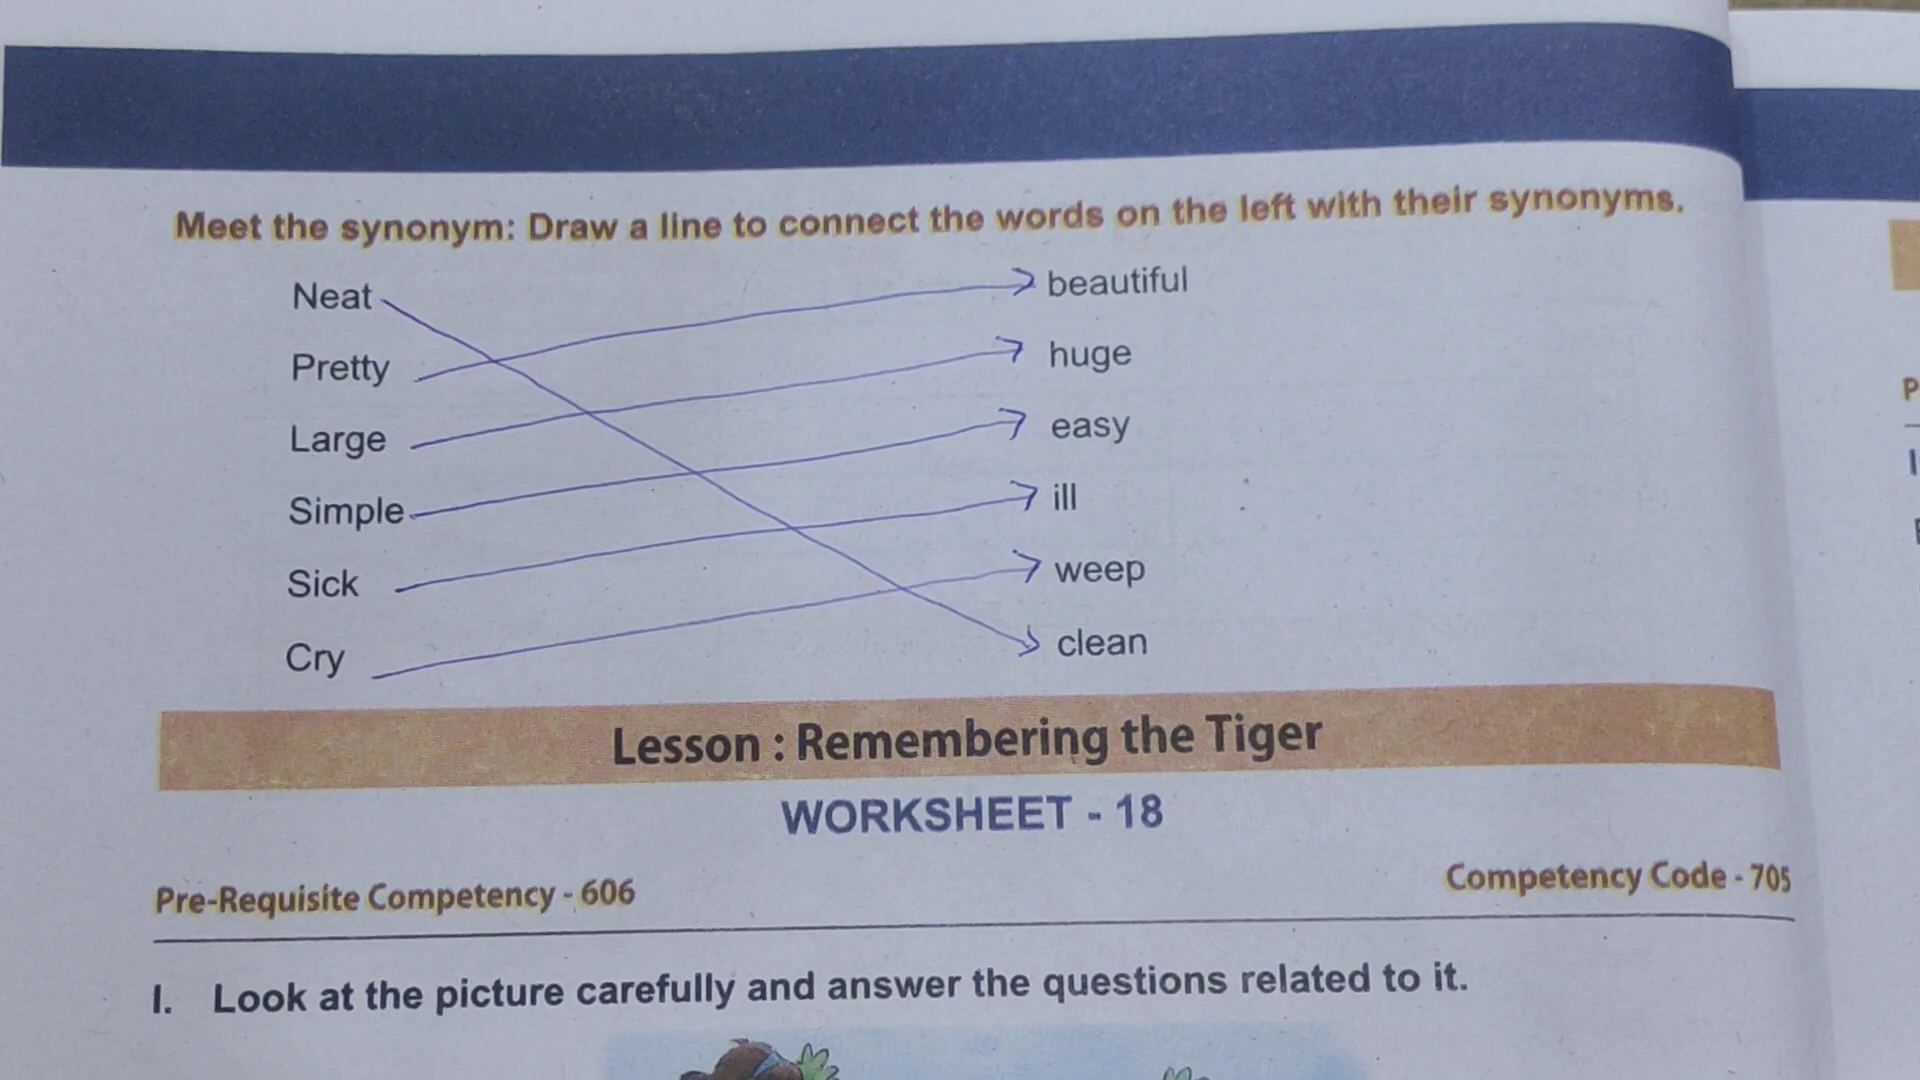 Meet the synonym: Draw a line to connect the words on the left with their synonyms.
Neat beautiful
Pretty huge
Large easy
Simple ill
Sick weep
Cry clean
Lesson : Remembering the Tiger
WORKSHEET - 18
Pre-Requisite Competency - 606 Competency Code - 705
I. Look at the picture carefully and answer the questions related to it.